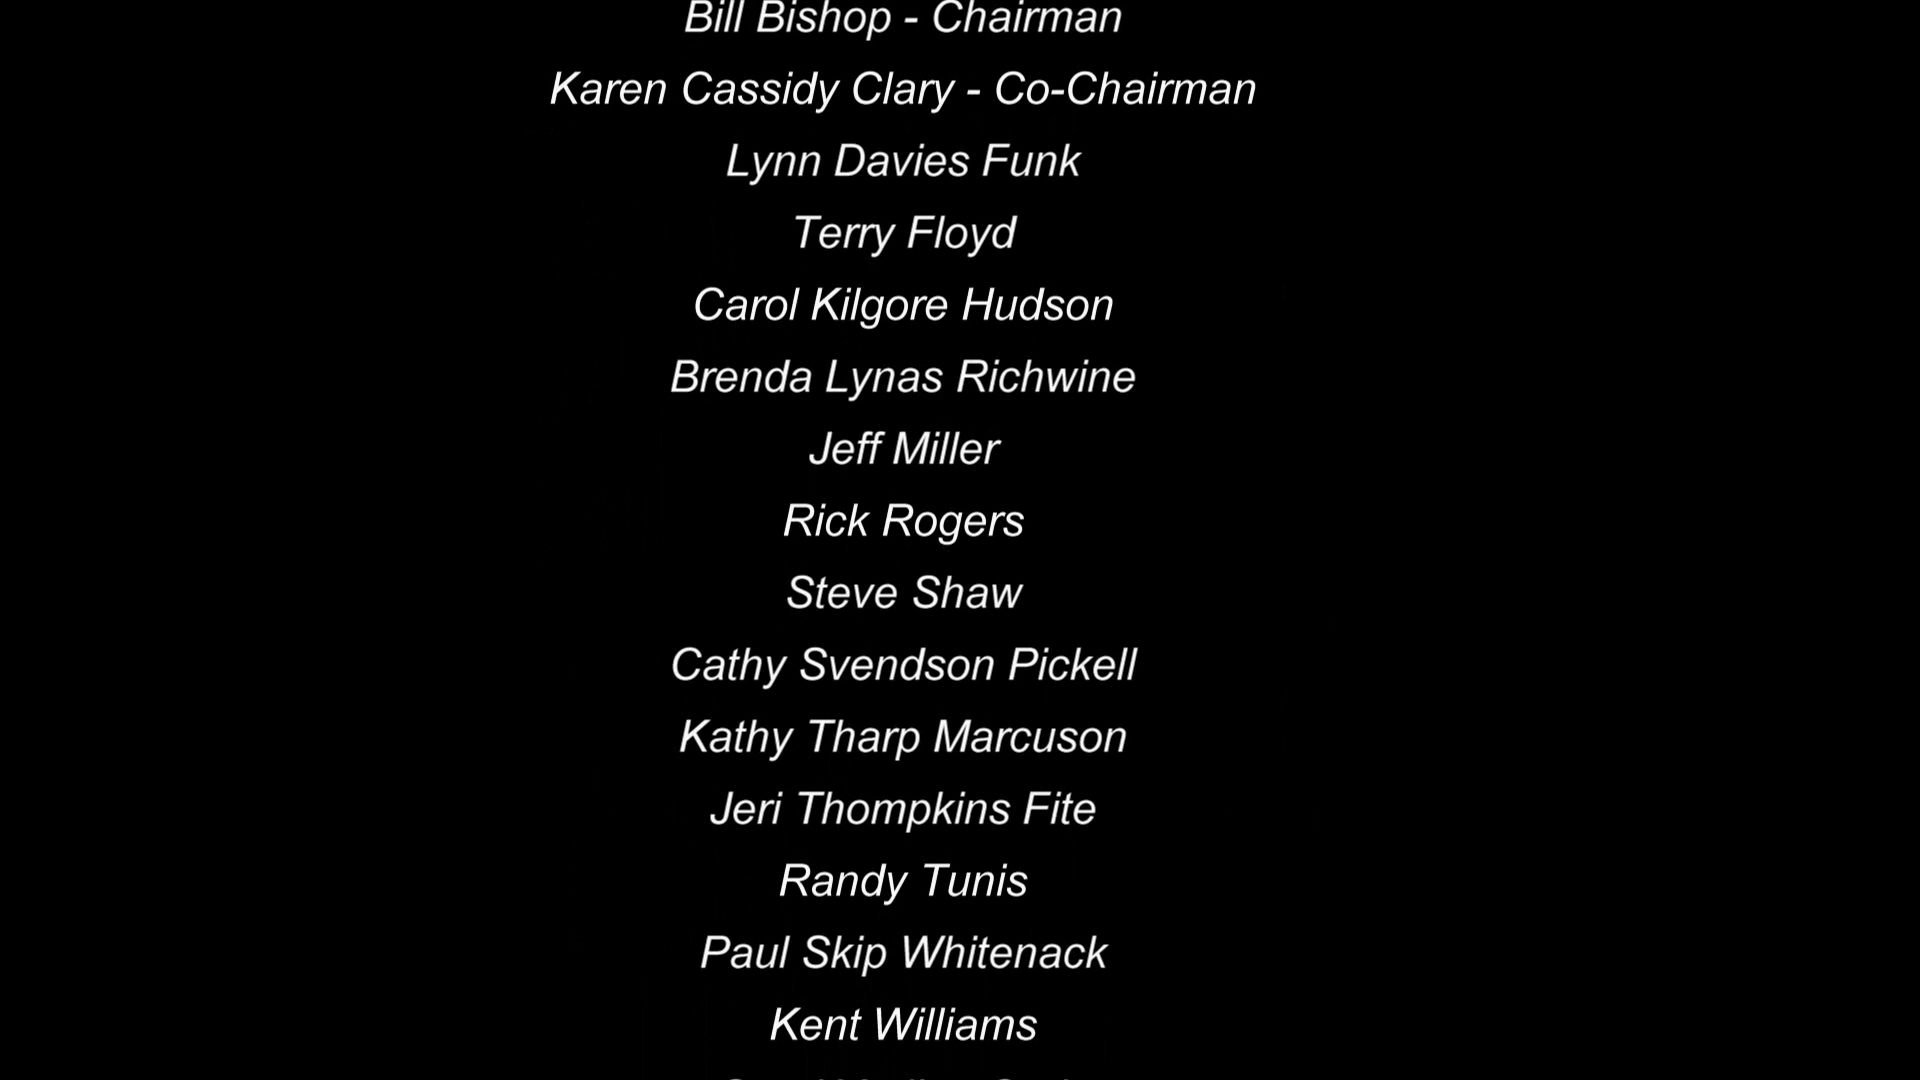 Bill Bishop - Chairman
Karen Cassidy Clary - Co-Chairman
Lynn Davies Funk
Terry Floyd
Carol Kilgore Hudson
Brenda Lynas Richwine
Jeff Miller
Rick Rogers
Steve Shaw
Cathy Svendson Pickell
Kathy Tharp Marcuson
Jeri Thompkins Fite
Randy Tunis
Paul Skip Whitenack
Kent Williams